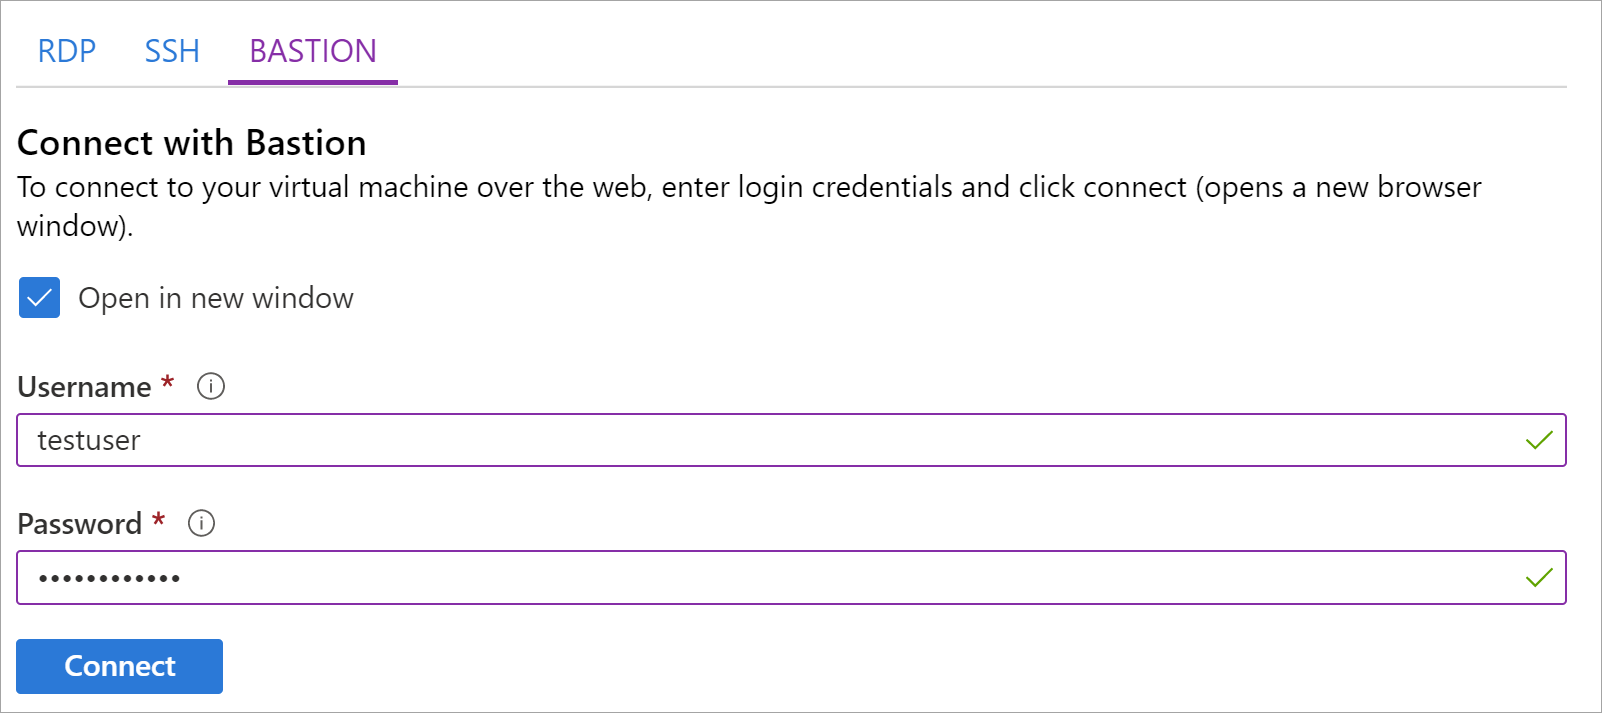 RDP SSH BASTION
Connect with Bastion
To connect to your virtual machine over the web, enter login credentials and click connect (opens a new browser
window).
Open in new window
Username *
testuser
Password *
••••••••••••
Connect